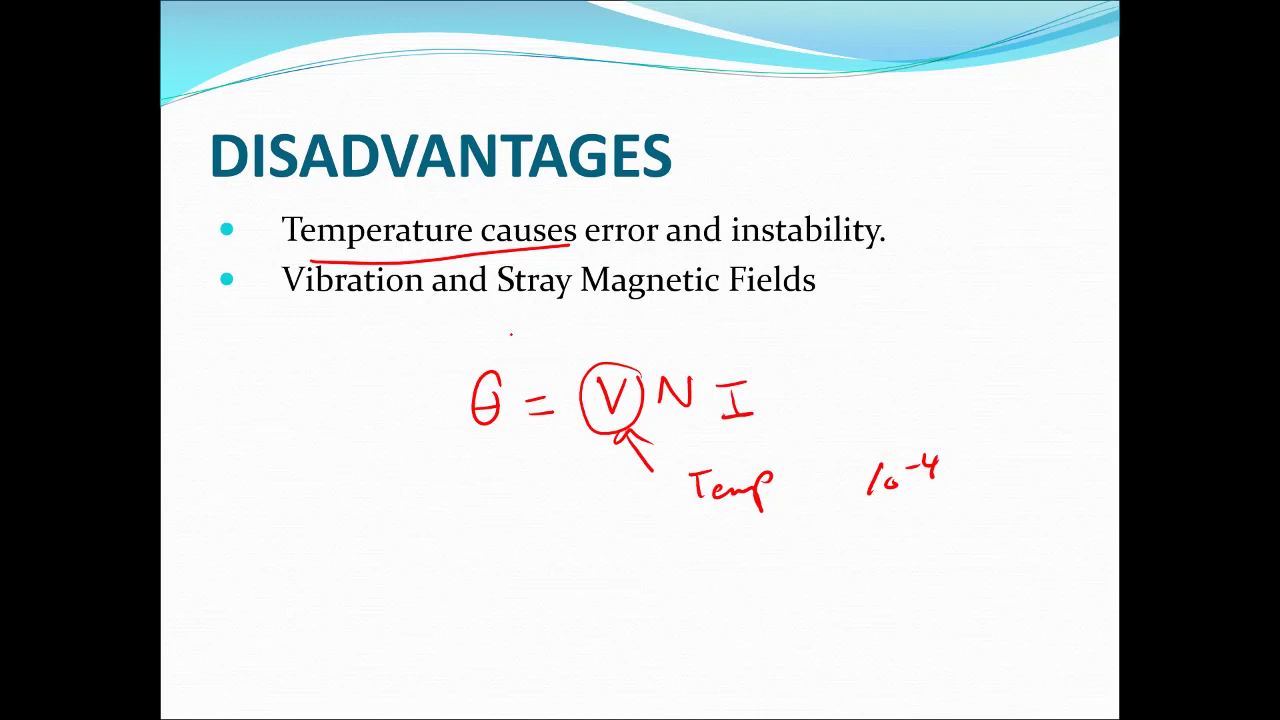 DISADVANTAGES
• Temperature causes error and instability.
• Vibration and Stray Magnetic Fields
θ = V N I
Temp 10⁻⁴